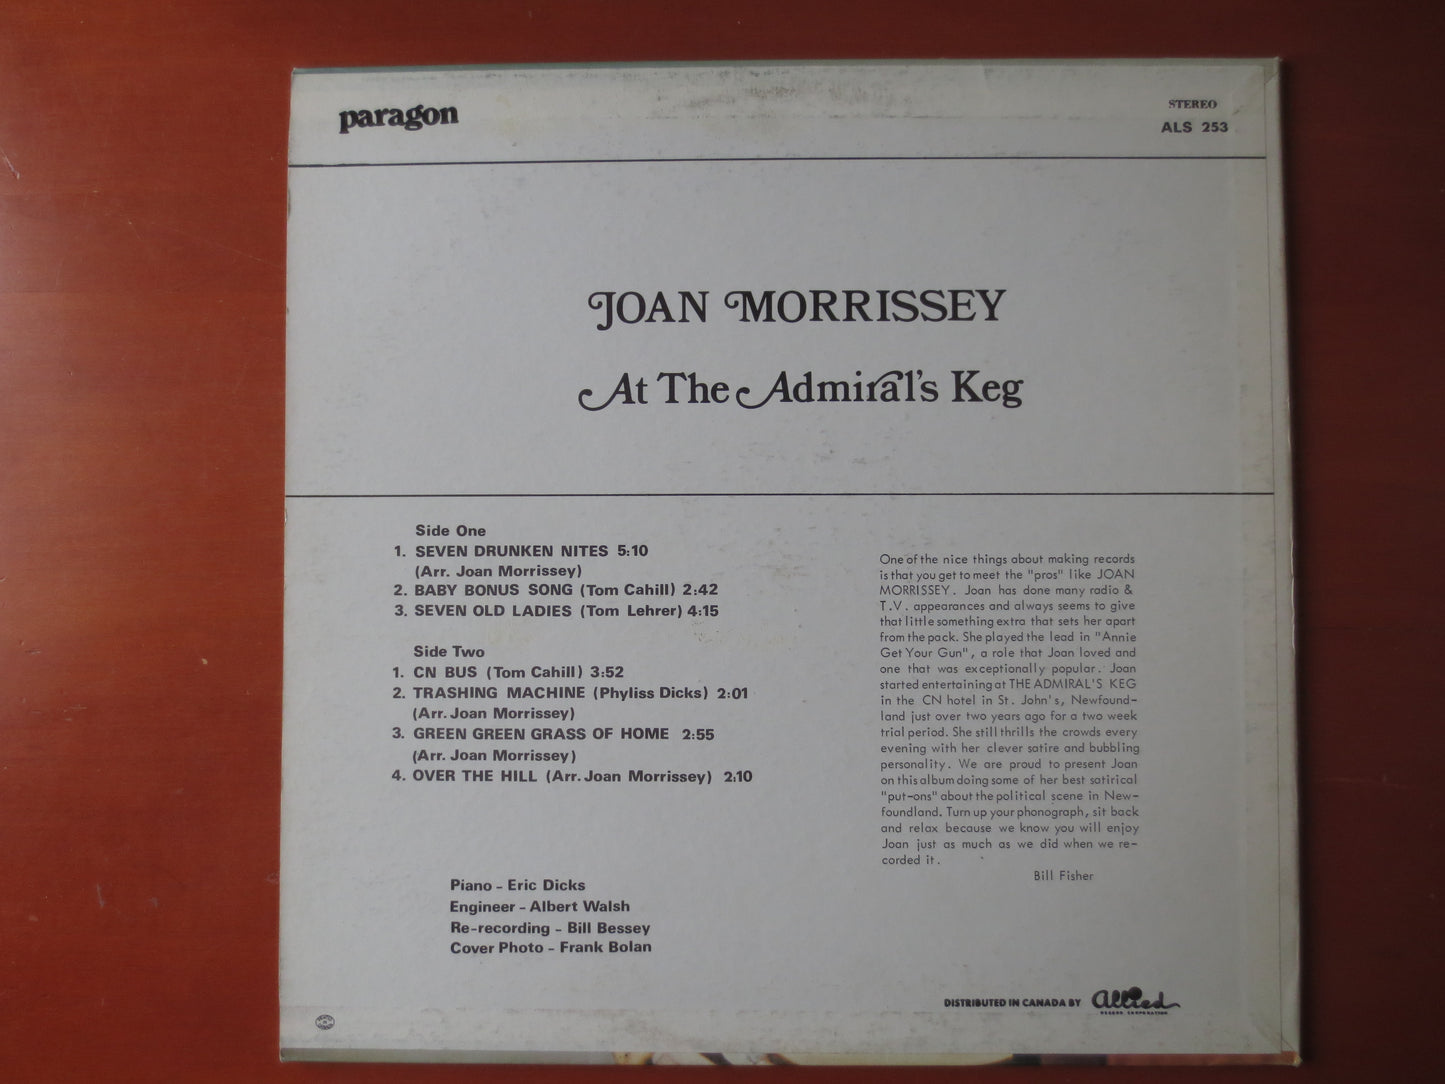 paragon
STEREO
ALS 253
JOAN MORRISSEY
At The Admiral's Keg
Side One
1. SEVEN DRUNKEN NITES 5:10
(Arr. Joan Morrissey)
2. BABY BONUS SONG (Tom Cahill) 2:42
3. SEVEN OLD LADIES (Tom Lehrer) 4:15
Side Two
1. CN BUS (Tom Cahill) 3:52
2. TRASHING MACHINE (Phyliss Dicks) 2:01
(Arr. Joan Morrissey)
3. GREEN GREEN GRASS OF HOME 2:55
(Arr. Joan Morrissey)
4. OVER THE HILL (Arr. Joan Morrissey) 2:10
Piano - Eric Dicks
Engineer - Albert Walsh
Re-recording - Bill Bessey
Cover Photo - Frank Bolan
One of the nice things about making records
is that you get to meet the "pros" like JOAN
MORRISSEY. Joan has done many radio &
T.V. appearances and always seems to give
that little something extra that sets her apart
from the pack. She played the lead in "Annie
Get Your Gun", a role that Joan loved and
one that was exceptionally popular. Joan
started entertaining at THE ADMIRAL'S KEG
in the CN hotel in St. John's, Newfound-
land just over two years ago for a two week
trial period. She still thrills the crowds every
evening with her clever satire and bubbling
personality. We are proud to present Joan
on this album doing some of her best satirical
"put-ons" about the political scene in New-
foundland. Turn up your phonograph, sit back
and relax because we know you will enjoy
Joan just as much as we did when we re-
corded it.
Bill Fisher
DISTRIBUTED IN CANADA BY Allied
RECORD CORPORATION